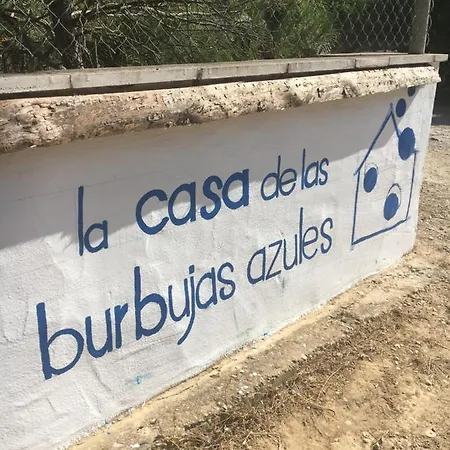 la casa de las
burbujas azules